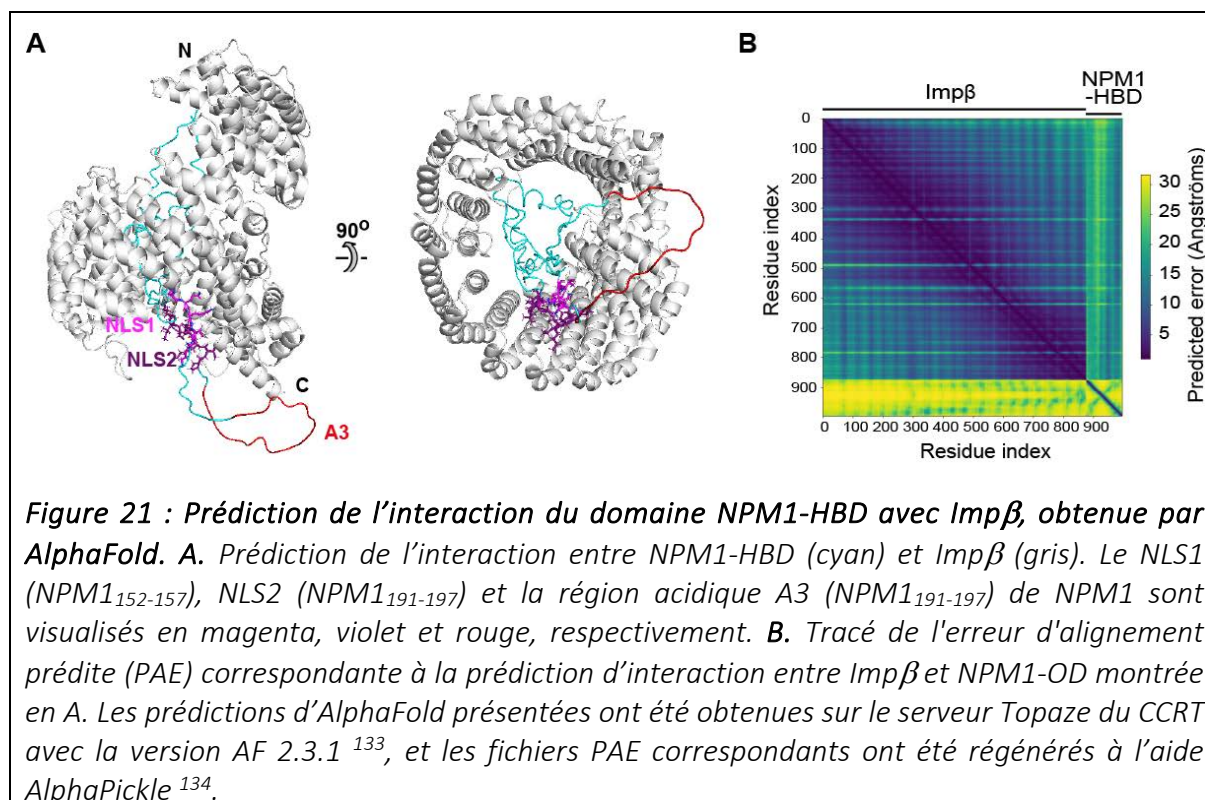 A
N
NLS1
NLS2
C
A3
90°
B
Impβ
NPM1
-HBD
0
100
200
300
400
500
600
700
800
900
Residue index
0 100 200 300 400 500 600 700 800 900
Residue index
30
25
20
15
10
5
Predicted error (Angströms)
Figure 21 : Prédiction de l'interaction du domaine NPM1-HBD avec Impβ, obtenue par
AlphaFold. A. Prédiction de l'interaction entre NPM1-HBD (cyan) et Impβ (gris). Le NLS1
(NPM1152-157), NLS2 (NPM1191-197) et la région acidique A3 (NPM1191-197) de NPM1 sont
visualisés en magenta, violet et rouge, respectivement. B. Tracé de l'erreur d'alignement
prédite (PAE) correspondante à la prédiction d'interaction entre Impβ et NPM1-OD montrée
en A. Les prédictions d'AlphaFold présentées ont été obtenues sur le serveur Topaze du CCRT
avec la version AF 2.3.1 133, et les fichiers PAE correspondants ont été régénérés à l'aide
AlphaPickle 134.